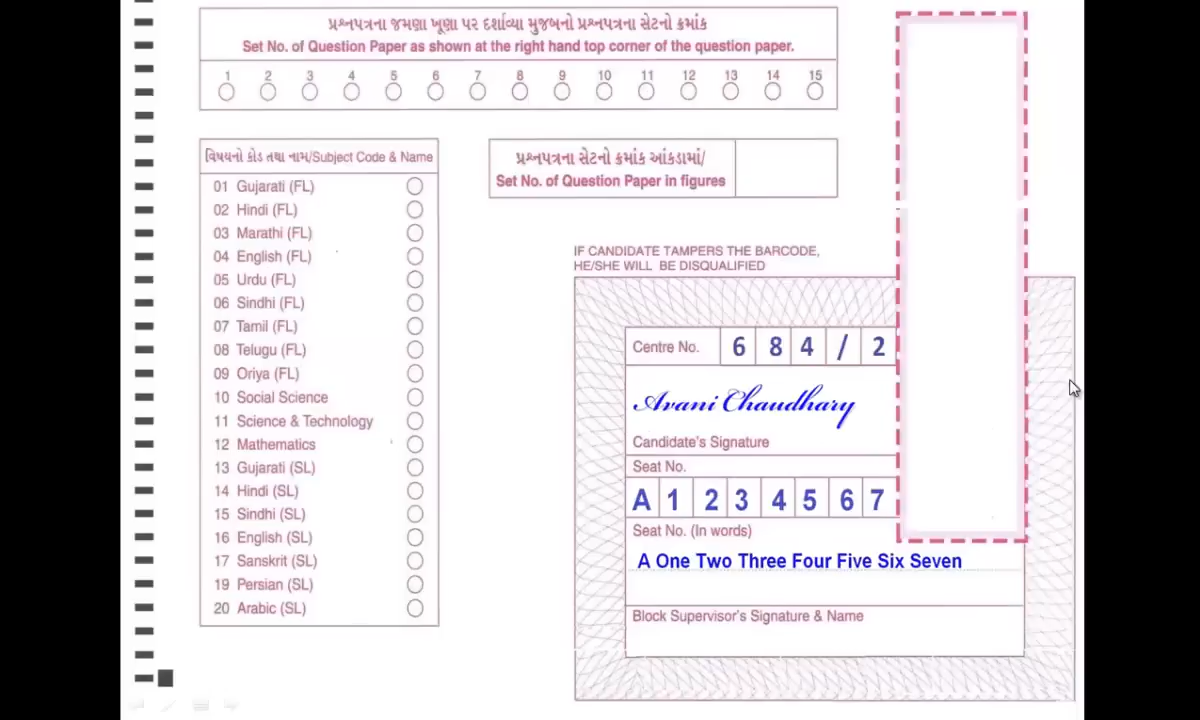 પ્રશ્નપત્રના જમણા ખૂણા પર દર્શાવ્યા મુજબનો પ્રશ્નપત્રના સેટનો ક્રમાંક
Set No. of Question Paper as shown at the right hand top corner of the question paper.
1 2 3 4 5 6 7 8 9 10 11 12 13 14 15
વિષયનો કોડ તથા નામ/Subject Code & Name
01 Gujarati (FL)
02 Hindi (FL)
03 Marathi (FL)
04 English (FL)
05 Urdu (FL)
06 Sindhi (FL)
07 Tamil (FL)
08 Telugu (FL)
09 Oriya (FL)
10 Social Science
11 Science & Technology
12 Mathematics
13 Gujarati (SL)
14 Hindi (SL)
15 Sindhi (SL)
16 English (SL)
17 Sanskrit (SL)
19 Persian (SL)
20 Arabic (SL)
પ્રશ્નપત્રના સેટનો ક્રમાંક આંકડામાં/
Set No. of Question Paper in figures
IF CANDIDATE TAMPERS THE BARCODE,
HE/SHE WILL BE DISQUALIFIED
Centre No. 6 8 4 / 2
Avani Chaudhary
Candidate's Signature
Seat No.
A 1 2 3 4 5 6 7
Seat No. (In words)
A One Two Three Four Five Six Seven
Block Supervisor's Signature & Name